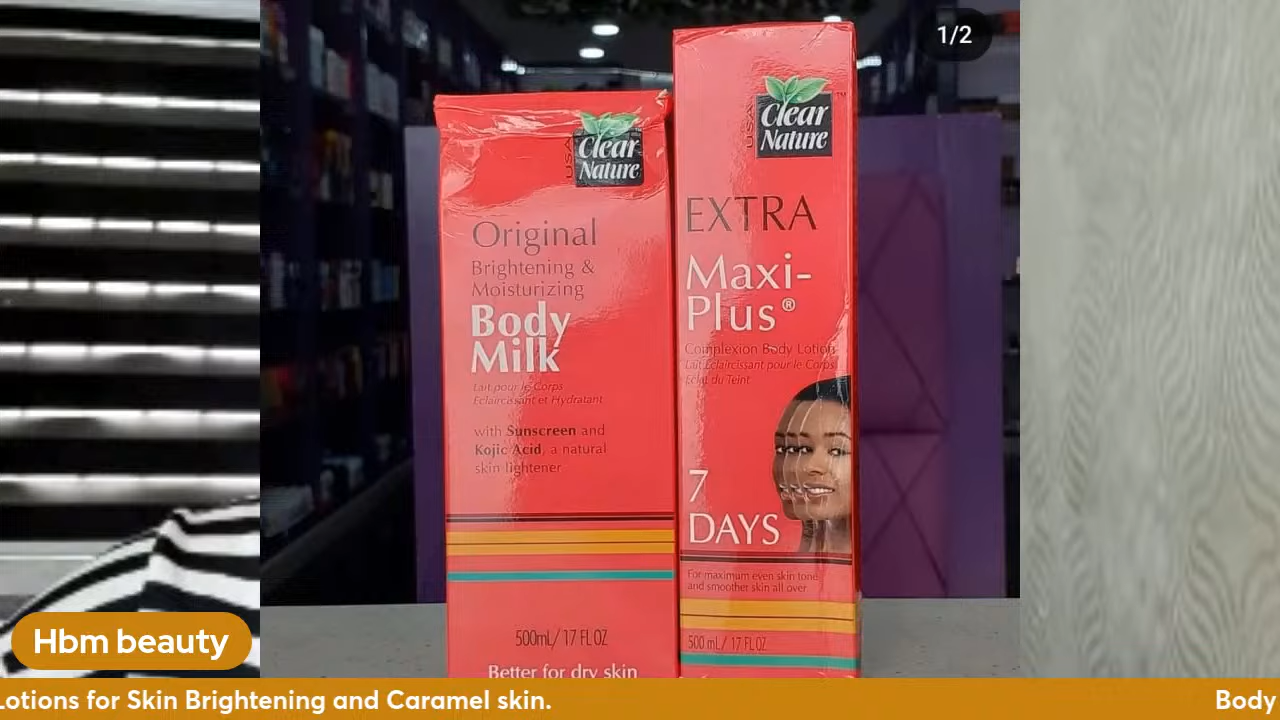 1/2
USA
Clear
Nature
Original
Brightening &
Moisturizing
Body
Milk
Lait pour le Corps
Eclaircissant et Hydratant
with Sunscreen and
Kojic Acid, a natural
skin lightener
500mL/ 17 FL OZ
Better for dry skin
USA
Clear
Nature
EXTRA
Maxi-
Plus®
Complexion Body Lotion
Lait Eclaircissant pour le Corps
Eclat du Teint
7
DAYS
For maximum even skin tone
and smoother skin all over
500 mL/ 17 FL OZ
Hbm beauty
Lotions for Skin Brightening and Caramel skin.
Body